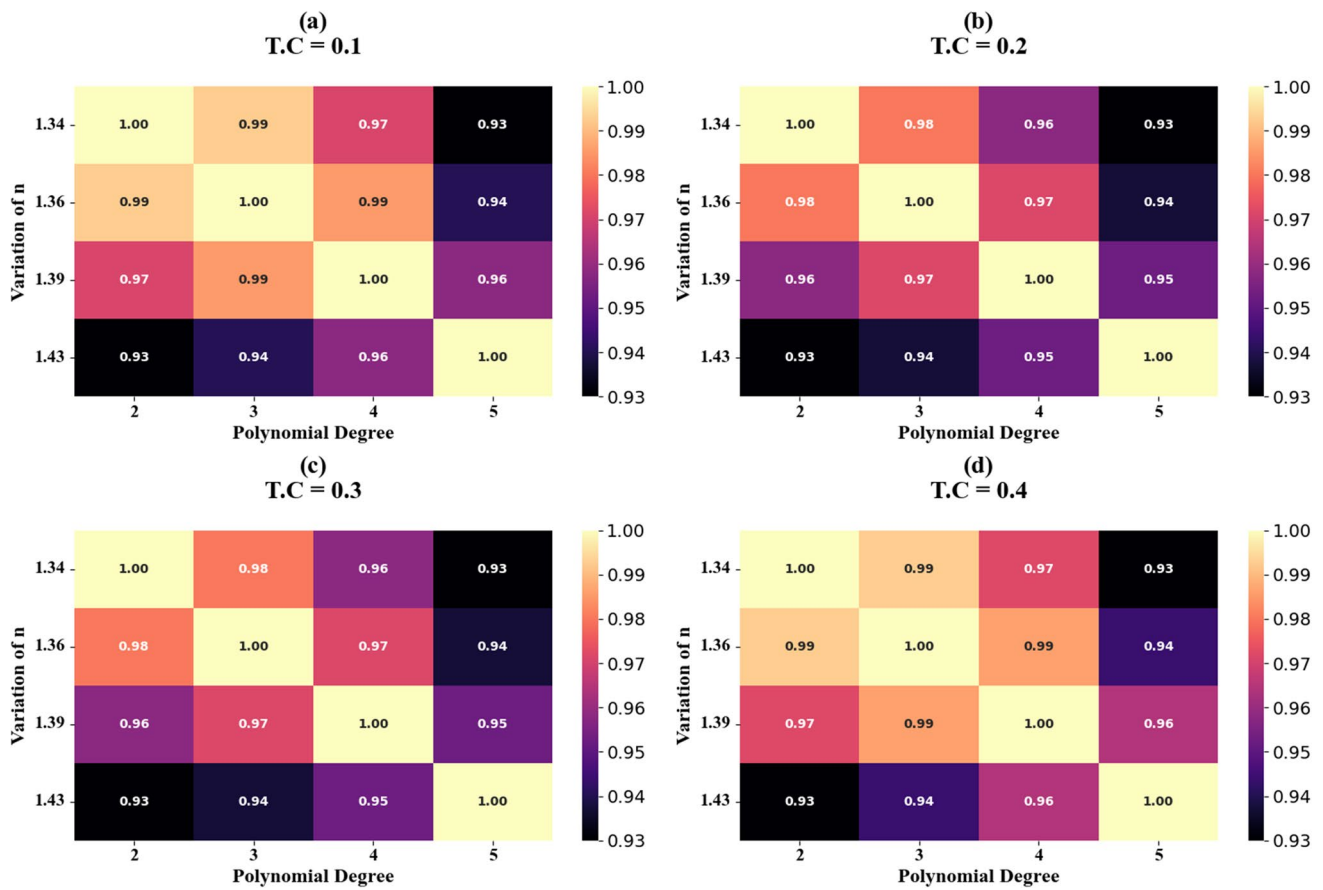 (a)
T.C = 0.1
1.34 1.00 0.99 0.97 0.93
1.36 0.99 1.00 0.99 0.94
1.39 0.97 0.99 1.00 0.96
1.43 0.93 0.94 0.96 1.00
2 3 4 5
Polynomial Degree
Variation of n
1.00
0.99
0.98
0.97
0.96
0.95
0.94
0.93
(b)
T.C = 0.2
1.34 1.00 0.98 0.96 0.93
1.36 0.98 1.00 0.97 0.94
1.39 0.96 0.97 1.00 0.95
1.43 0.93 0.94 0.95 1.00
2 3 4 5
Polynomial Degree
Variation of n
1.00
0.99
0.98
0.97
0.96
0.95
0.94
0.93
(c)
T.C = 0.3
1.34 1.00 0.98 0.96 0.93
1.36 0.98 1.00 0.97 0.94
1.39 0.96 0.97 1.00 0.95
1.43 0.93 0.94 0.95 1.00
2 3 4 5
Polynomial Degree
Variation of n
1.00
0.99
0.98
0.97
0.96
0.95
0.94
0.93
(d)
T.C = 0.4
1.34 1.00 0.99 0.97 0.93
1.36 0.99 1.00 0.99 0.94
1.39 0.97 0.99 1.00 0.96
1.43 0.93 0.94 0.96 1.00
2 3 4 5
Polynomial Degree
Variation of n
1.00
0.99
0.98
0.97
0.96
0.95
0.94
0.93